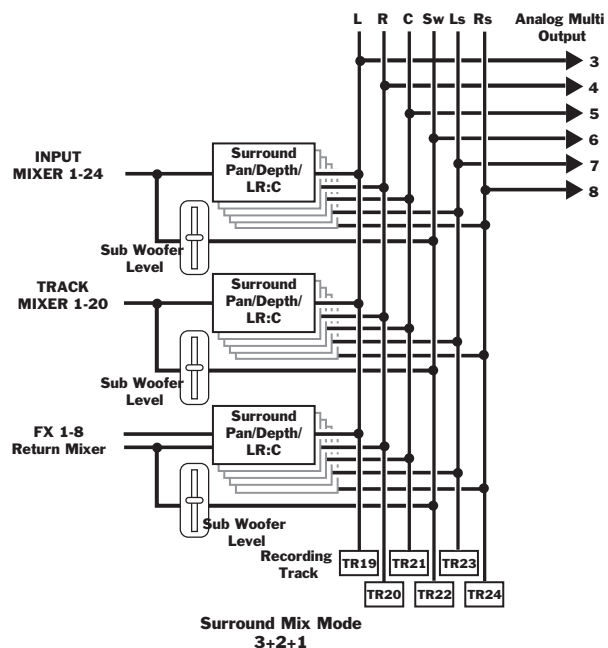 L R C Sw Ls Rs
Analog Multi
Output
3
4
5
6
7
8
INPUT
MIXER 1-24
Surround
Pan/Depth/
LR:C
Sub Woofer
Level
TRACK
MIXER 1-20
Surround
Pan/Depth/
LR:C
Sub Woofer
Level
FX 1-8
Return Mixer
Surround
Pan/Depth/
LR:C
Sub Woofer
Level
Recording
Track
TR19 TR21 TR23
TR20 TR22 TR24
Surround Mix Mode
3+2+1